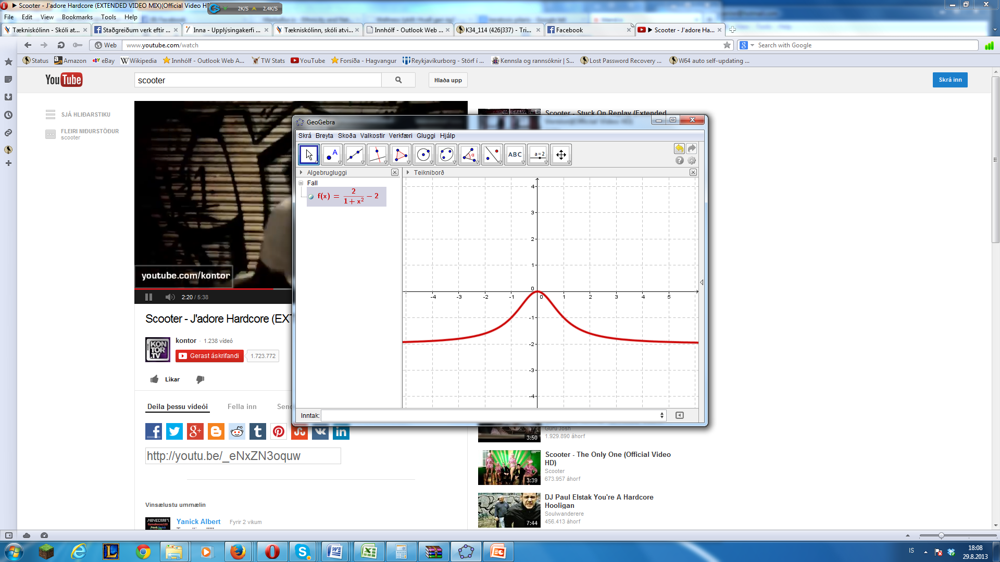 Scooter - J'adore Hardcore (EXTENDED VIDEO MIX)(Official Video H
2K/S 2,4K/S
File Edit View Bookmarks Tools Help
Tækniskólinn - Skóli at... Staðgreiðum verk eftir ... Inna - Upplýsingakerfi Tækniskólinn, skóli atvi... Innhólf - Outlook Web ... K34_114 (426|337) - Tri... Facebook Scooter - J'adore Ha...
Web www.youtube.com/watch Search with Google
Status Amazon eBay Wikipedia Innhólf - Outlook Web A... TW Stats YouTube Forsíða - Hagvangur Reykjavíkurborg - Störf í ... Kennsla og rannsóknir | S... Lost Password Recovery ... W64 auto self-updating ...
YouTube scooter Hlaða upp Skrá inn
SJÁ HLIÐARSTIKU
FLEIRI NIÐURSTÖÐUR
scooter
youtube.com/kontor
2:20 / 5:38
Scooter - J'adore Hardcore (EXT
KONTOR.TV
kontor · 1.238 vídeó
Gerast áskrifandi 1.723.772
Líkar
Deila þessu vídeói Fella inn Send
http://youtu.be/_eNxZN3oquw
Vinsælustu ummælin
MINECRAFT
Yanick Albert Fyrir 2 vikum
Scooter - Stuck On Replay (Extended
GeoGebra
Skrá Breyta Skoða Valkostir Verkfæri Gluggi Hjálp
A ABC a=2
Algebrugluggi Teikniborð
Fall
f(x) = 2 / (1 + x²) − 2
4
3
2
1
0
-4 -3 -2 -1 0 1 2 3 4 5
-1
-2
-3
-4
Inntak:
Guru Josh
1.929.890 áhorf
3:50
Scooter - The Only One (Official Video HD)
Scooter
673.957 áhorf
3:39
DJ Paul Elstak You're A Hardcore Hooligan
Soulwanderere
456.413 áhorf
7:44
IS 18:08
29.8.2013